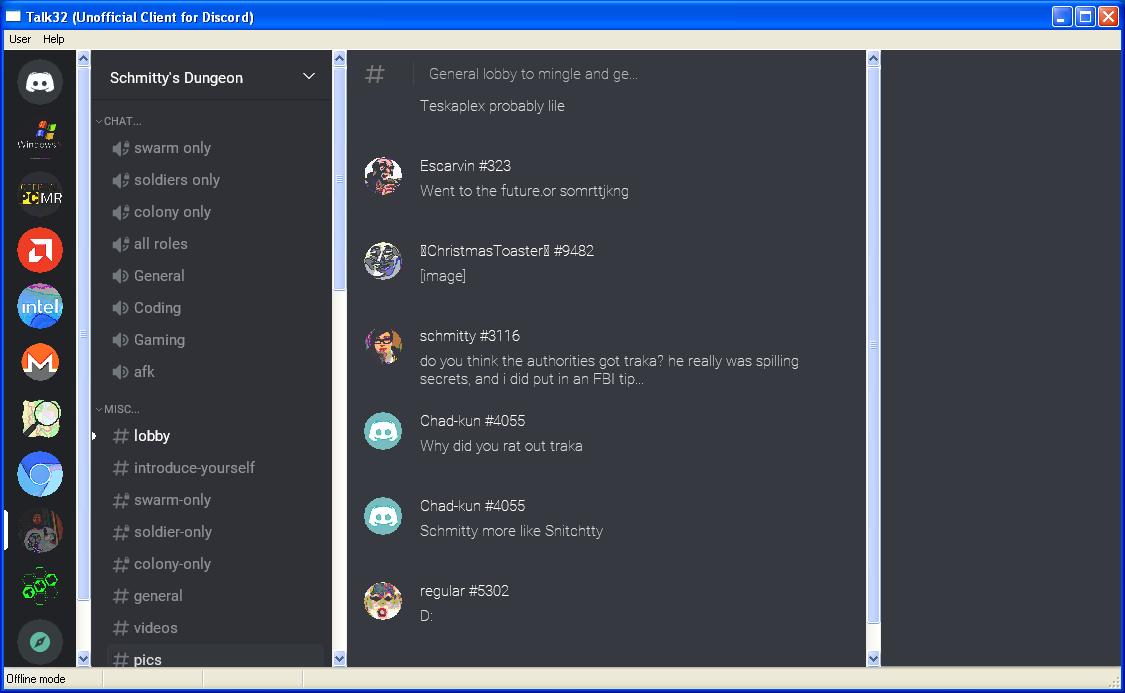 Talk32 (Unofficial Client for Discord)
User Help
Windows
PCMR
intel
Schmitty's Dungeon
CHAT...
swarm only
soldiers only
colony only
all roles
General
Coding
Gaming
afk
MISC...
# lobby
# introduce-yourself
# swarm-only
# soldier-only
# colony-only
# general
# videos
# pics
# General lobby to mingle and ge...
Teskaplex probably lile
Escarvin #323
Went to the future.or somrttjkng
▯ChristmasToaster▯ #9482
[image]
schmitty #3116
do you think the authorities got traka? he really was spilling
secrets, and i did put in an FBI tip...
Chad-kun #4055
Why did you rat out traka
Chad-kun #4055
Schmitty more like Snitchtty
regular #5302
D:
Offline mode